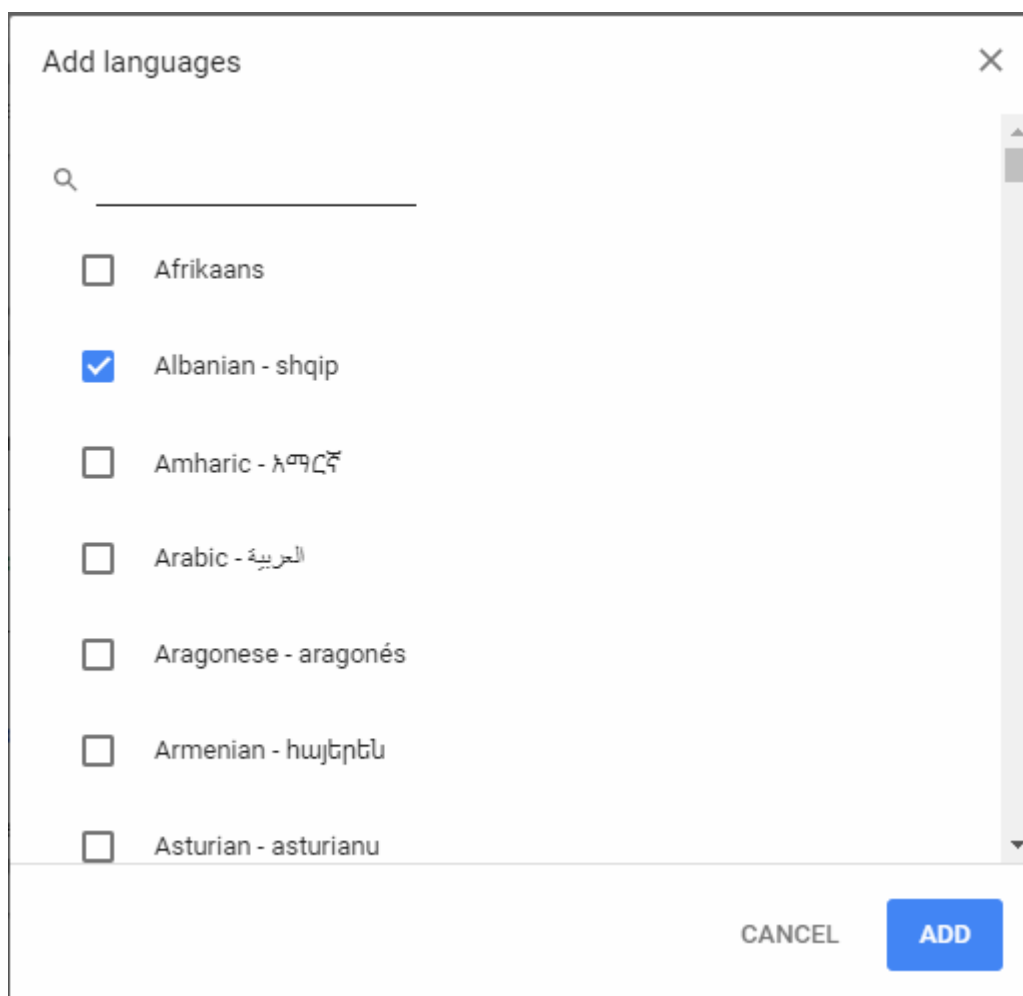 Add languages
Afrikaans
Albanian - shqip
Amharic - አማርኛ
Arabic - العربية
Aragonese - aragonés
Armenian - հայերեն
Asturian - asturianu
CANCEL
ADD